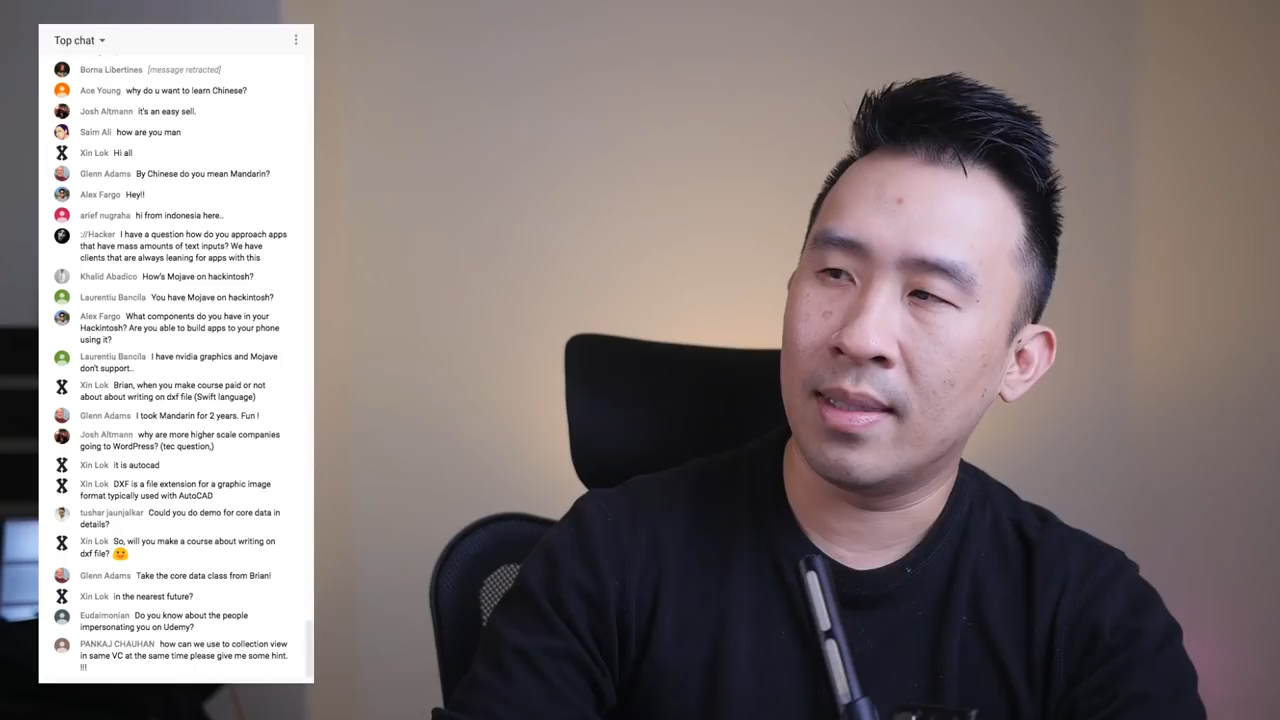 Top chat
Borna Libertines [message retracted]
Ace Young why do u want to learn Chinese?
Josh Altmann it's an easy sell.
Saim Ali how are you man
Xin Lok Hi all
Glenn Adams By Chinese do you mean Mandarin?
Alex Fargo Hey!!
arief nugraha hi from indonesia here..
://Hacker I have a question how do you approach apps
that have mass amounts of text inputs? We have
clients that are always leaning for apps with this
Khalid Abadico How's Mojave on hackintosh?
Laurentiu Bancila You have Mojave on hackintosh?
Alex Fargo What components do you have in your
Hackintosh? Are you able to build apps to your phone
using it?
Laurentiu Bancila I have nvidia graphics and Mojave
don't support..
Xin Lok Brian, when you make course paid or not
about about writing on dxf file (Swift language)
Glenn Adams I took Mandarin for 2 years. Fun !
Josh Altmann why are more higher scale companies
going to WordPress? (tec question,)
Xin Lok it is autocad
Xin Lok DXF is a file extension for a graphic image
format typically used with AutoCAD
tushar jaunjalkar Could you do demo for core data in
details?
Xin Lok So, will you make a course about writing on
dxf file?
Glenn Adams Take the core data class from Brian!
Xin Lok in the nearest future?
Eudaimonian Do you know about the people
impersonating you on Udemy?
PANKAJ CHAUHAN how can we use to collection view
in same VC at the same time please give me some hint.
!!!